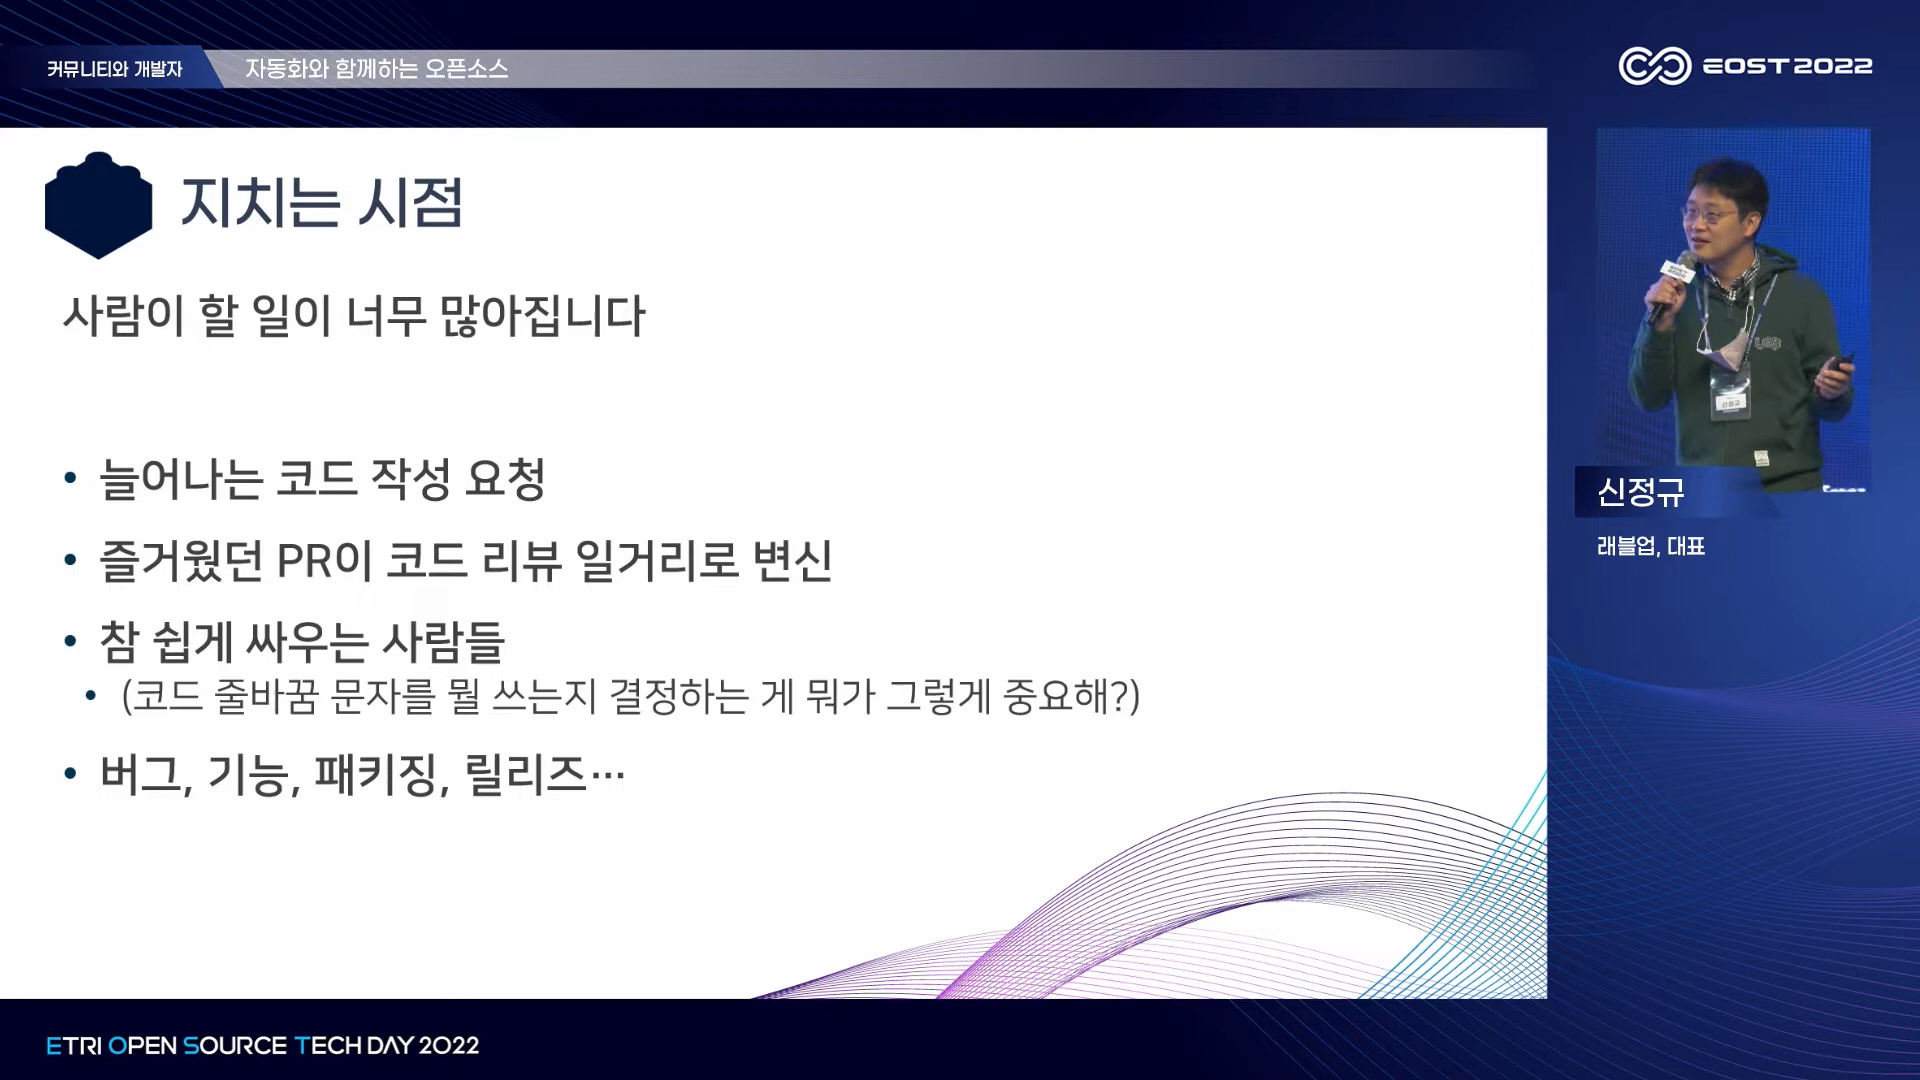 커뮤니티와 개발자
자동화와 함께하는 오픈소스
EOST 2022
지치는 시점
사람이 할 일이 너무 많아집니다
• 늘어나는 코드 작성 요청
• 즐거웠던 PR이 코드 리뷰 일거리로 변신
• 참 쉽게 싸우는 사람들
• (코드 줄바꿈 문자를 뭘 쓰는지 결정하는 게 뭐가 그렇게 중요해?)
• 버그, 기능, 패키징, 릴리즈…
EOST 2022
신정규
신정규
래블업, 대표
ETRI OPEN SOURCE TECH DAY 2022